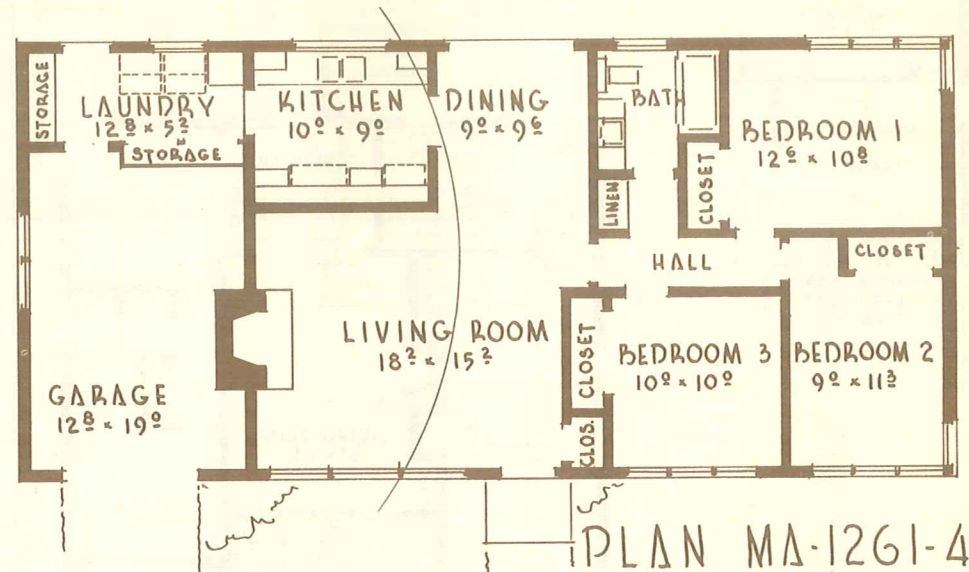 STORAGE
LAUNDRY
12⁸ x 5²
STORAGE
KITCHEN
10⁰ x 9⁰
DINING
9⁰ x 9⁶
BATH
BEDROOM 1
12⁶ x 10⁸
LINEN
CLOSET
CLOSET
HALL
LIVING ROOM
18² x 15²
CLOSET
BEDROOM 3
10⁰ x 10⁰
BEDROOM 2
9⁰ x 11³
GARAGE
12⁸ x 19⁰
CLOS.
PLAN MA-1261-4